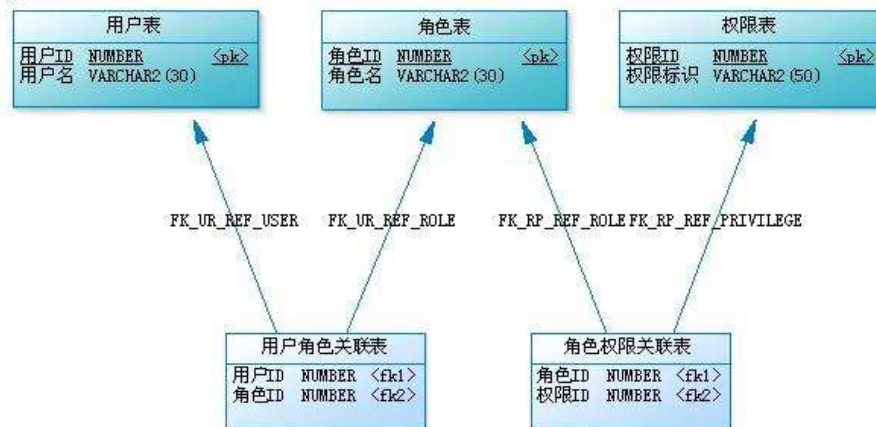 用户表
用户ID NUMBER <pk>
用户名 VARCHAR2(30)
角色表
角色ID NUMBER <pk>
角色名 VARCHAR2(30)
权限表
权限ID NUMBER <pk>
权限标识 VARCHAR2(50)
FK_UR_REF_USER
FK_UR_REF_ROLE
FK_RP_REF_ROLE
FK_RP_REF_PRIVILEGE
用户角色关联表
用户ID NUMBER <fk1>
角色ID NUMBER <fk2>
角色权限关联表
角色ID NUMBER <fk1>
权限ID NUMBER <fk2>